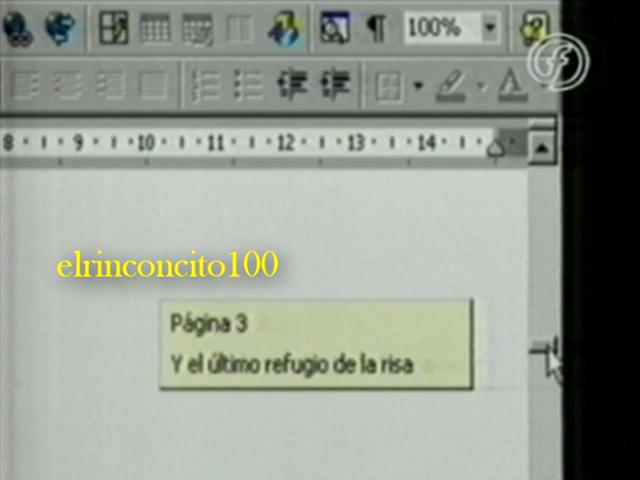 100%
8 9 10 11 12 13 14
elrinconcito100
Página 3
Y el último refugio de la risa